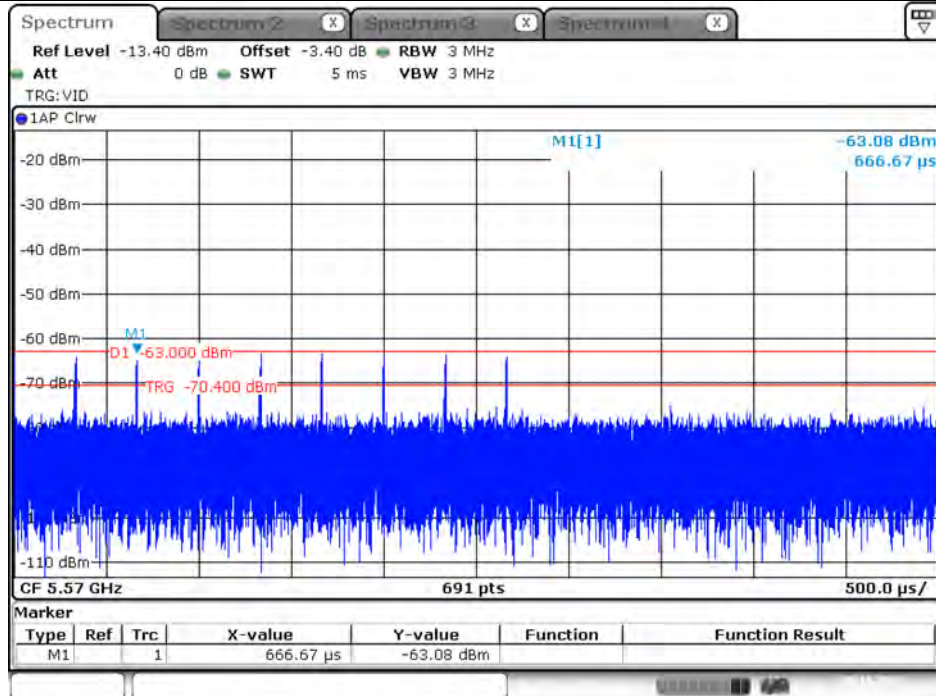 Spectrum Spectrum 2 X Spectrum 3 X Spectrum 4 X
Ref Level -13.40 dBm Offset -3.40 dB RBW 3 MHz
Att 0 dB SWT 5 ms VBW 3 MHz
TRG:VID
1AP Clrw
M1[1] -63.08 dBm
666.67 µs
-20 dBm
-30 dBm
-40 dBm
-50 dBm
-60 dBm
M1
D1 -63.000 dBm
-70 dBm
TRG -70.400 dBm
-110 dBm
CF 5.57 GHz 691 pts 500.0 µs/
Marker
Type Ref Trc X-value Y-value Function Function Result
M1 1 666.67 µs -63.08 dBm